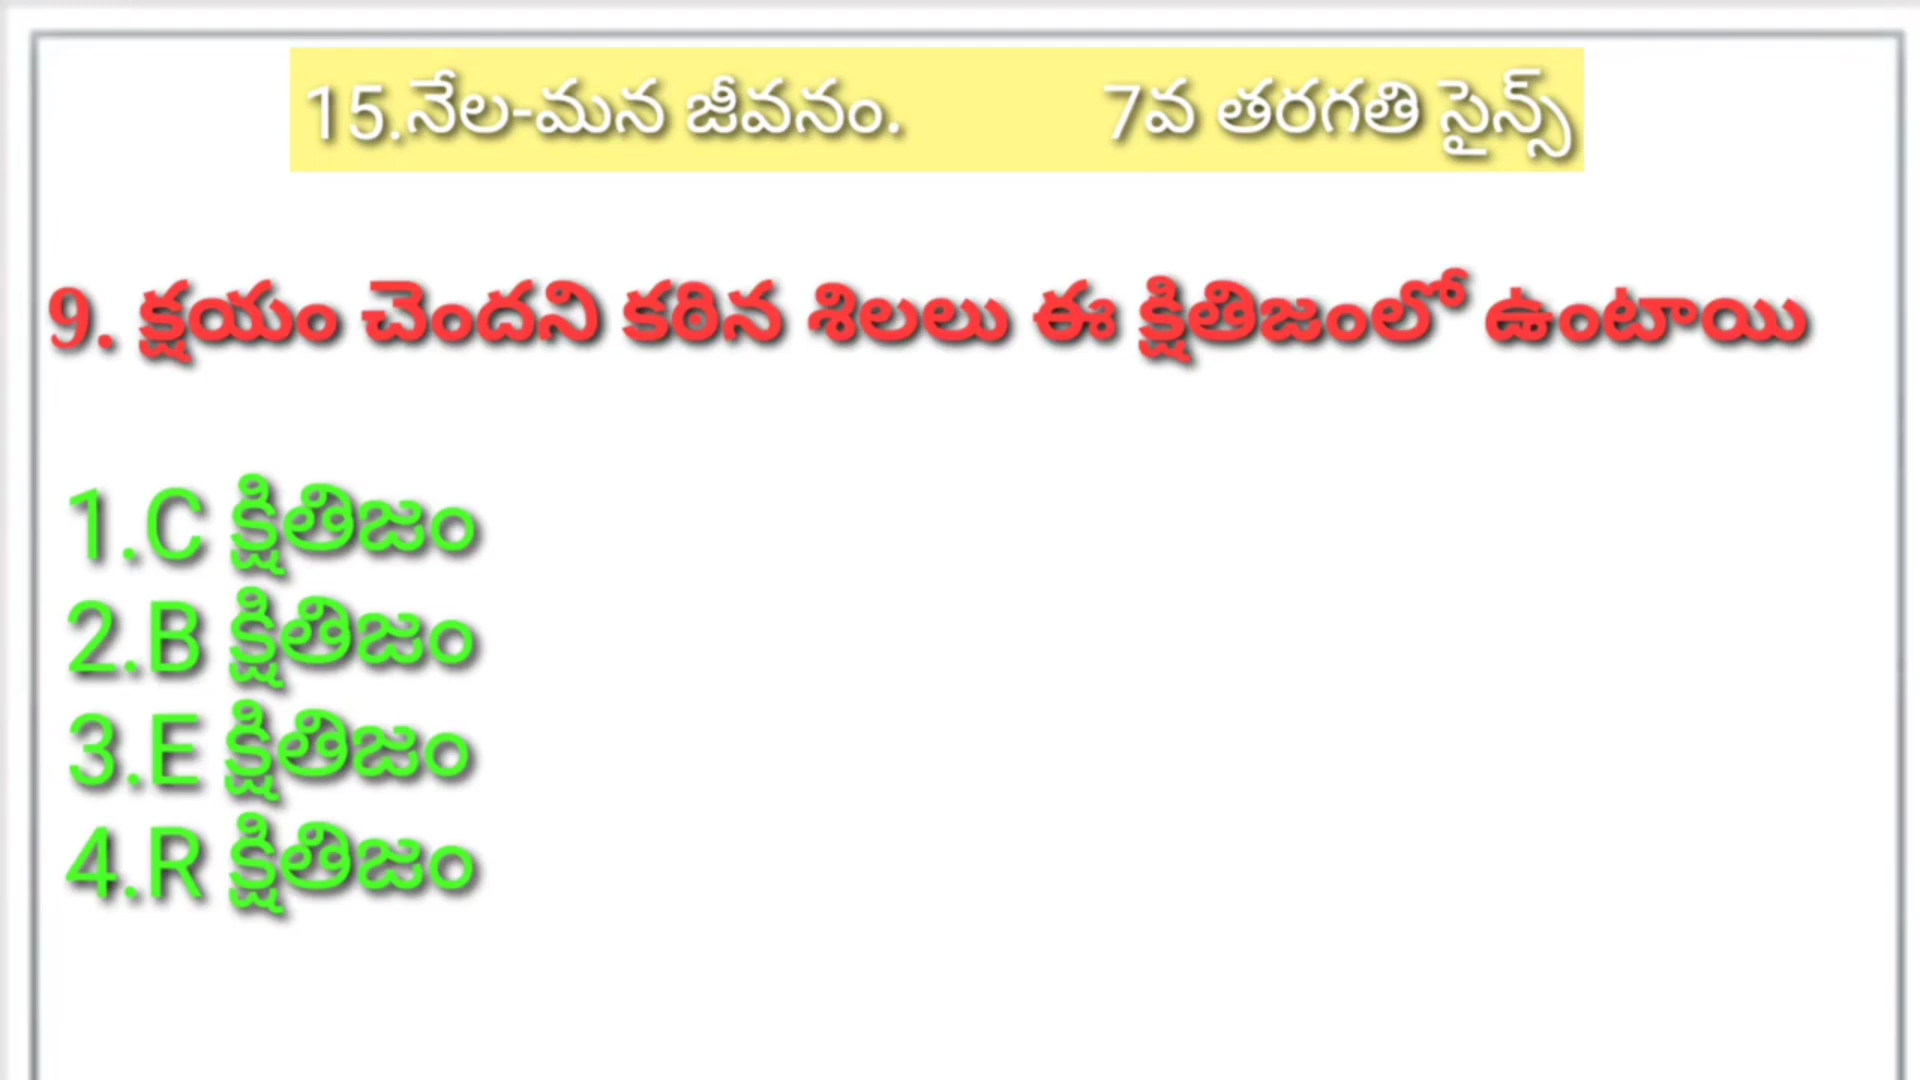 15.నేల-మన జీవనం. 7వ తరగతి సైన్స్
9. క్షయం చెందని కఠిన శిలలు ఈ క్షితిజంలో ఉంటాయి
1.C క్షితిజం
2.B క్షితిజం
3.E క్షితిజం
4.R క్షితిజం